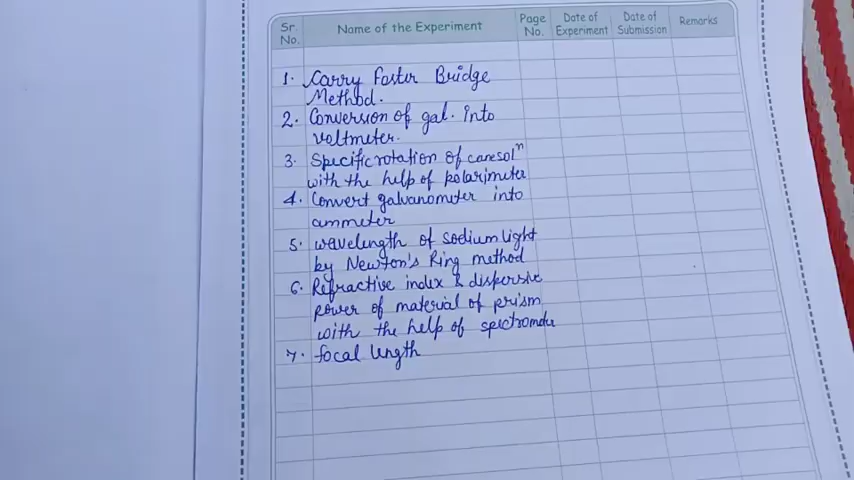 Sr. No.
Name of the Experiment
Page No.
Date of Experiment
Date of Submission
Remarks
1. Carry Foster Bridge
Method.
2. Conversion of gal. Into
voltmeter.
3. Specific rotation of canesolⁿ
with the help of polarimeter
4. Convert galvanometer into
ammeter
5. wavelength of sodium light
by Newton's Ring method
6. Refractive index & dispersive
power of material of prism
with the help of
7. focal length